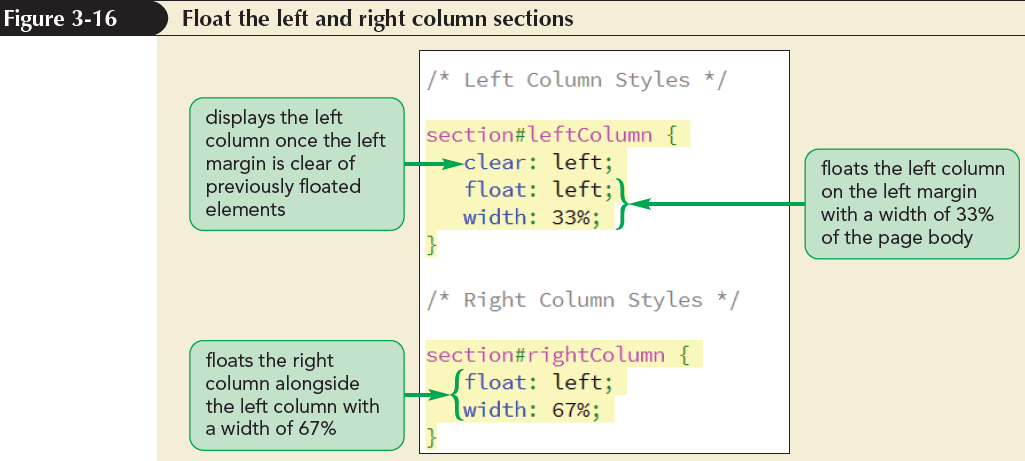 Figure 3-16
Float the left and right column sections
displays the left
column once the left
margin is clear of
previously floated
elements
/* Left Column Styles */
section#leftColumn {
clear: left;
float: left;
width: 33%;
}
floats the left column
on the left margin
with a width of 33%
of the page body
/* Right Column Styles */
floats the right
column alongside
the left column with
a width of 67%
section#rightColumn {
float: left;
width: 67%;
}